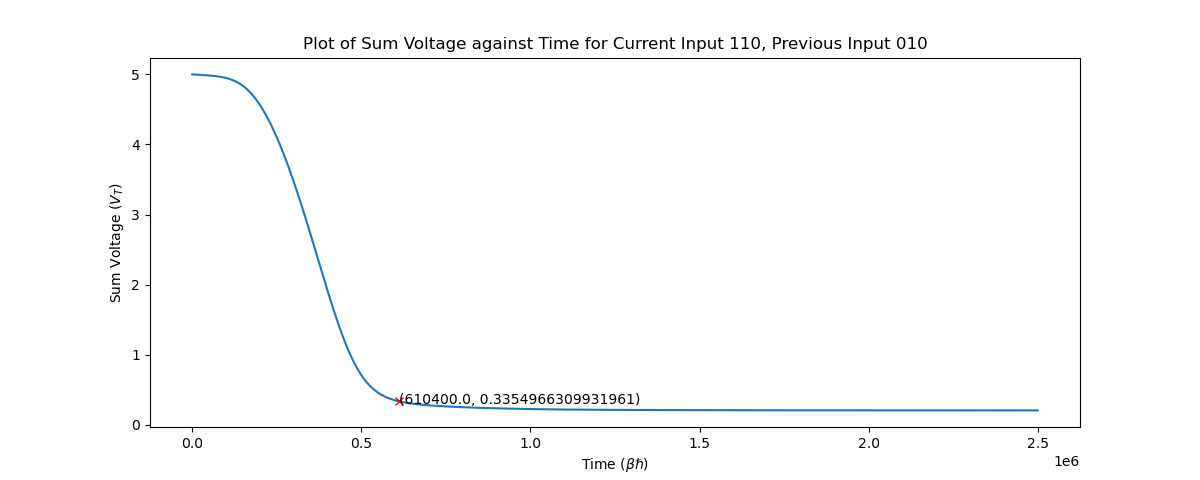 Plot of Sum Voltage against Time for Current Input 110, Previous Input 010
Sum Voltage (V_T)
5
4
3
2
1
0
(610400.0, 0.3354966309931961)
0.0 0.5 1.0 1.5 2.0 2.5
1e6
Time (βℏ)